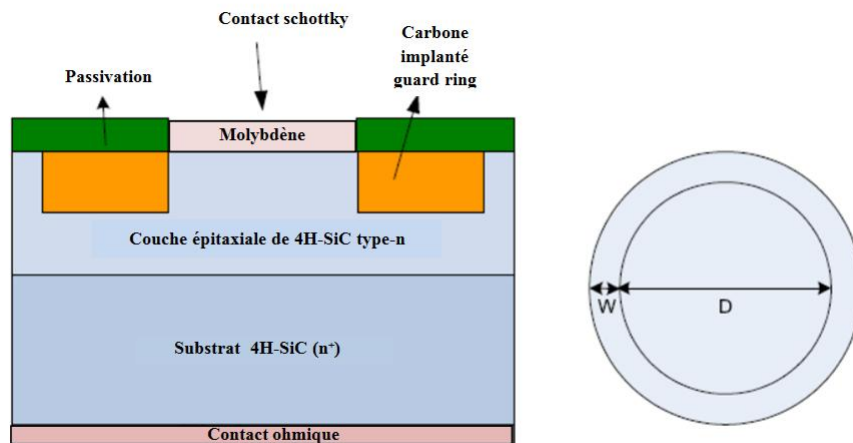 Contact schottky
Carbone
implanté
guard ring
Passivation
Molybdène
Couche épitaxiale de 4H-SiC type-n
Substrat 4H-SiC (n⁺)
Contact ohmique
W
D